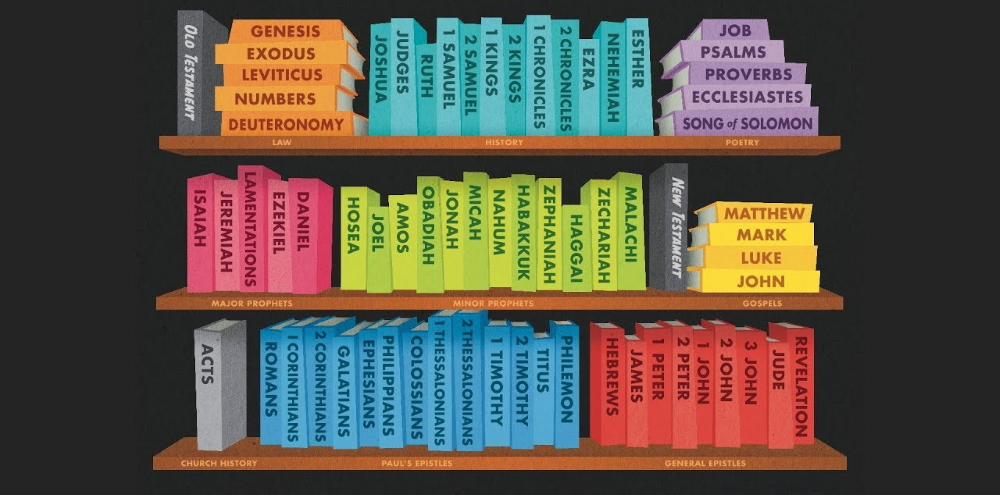 OLD TESTAMENT
GENESIS
EXODUS
LEVITICUS
NUMBERS
DEUTERONOMY
JOSHUA
JUDGES
RUTH
1 SAMUEL
2 SAMUEL
1 KINGS
2 KINGS
1 CHRONICLES
2 CHRONICLES
EZRA
NEHEMIAH
ESTHER
JOB
PSALMS
PROVERBS
ECCLESIASTES
SONG of SOLOMON
LAW
HISTORY
POETRY
ISAIAH
JEREMIAH
LAMENTATIONS
EZEKIEL
DANIEL
HOSEA
JOEL
AMOS
OBADIAH
JONAH
MICAH
NAHUM
HABAKKUK
ZEPHANIAH
HAGGAI
ZECHARIAH
MALACHI
NEW TESTAMENT
MATTHEW
MARK
LUKE
JOHN
MAJOR PROPHETS
MINOR PROPHETS
GOSPELS
ACTS
ROMANS
1 CORINTHIANS
2 CORINTHIANS
GALATIANS
EPHESIANS
PHILIPPIANS
COLOSSIANS
1 THESSALONIANS
2 THESSALONIANS
1 TIMOTHY
2 TIMOTHY
TITUS
PHILEMON
HEBREWS
JAMES
1 PETER
2 PETER
1 JOHN
2 JOHN
3 JOHN
JUDE
REVELATION
CHURCH HISTORY
PAUL'S EPISTLES
GENERAL EPISTLES